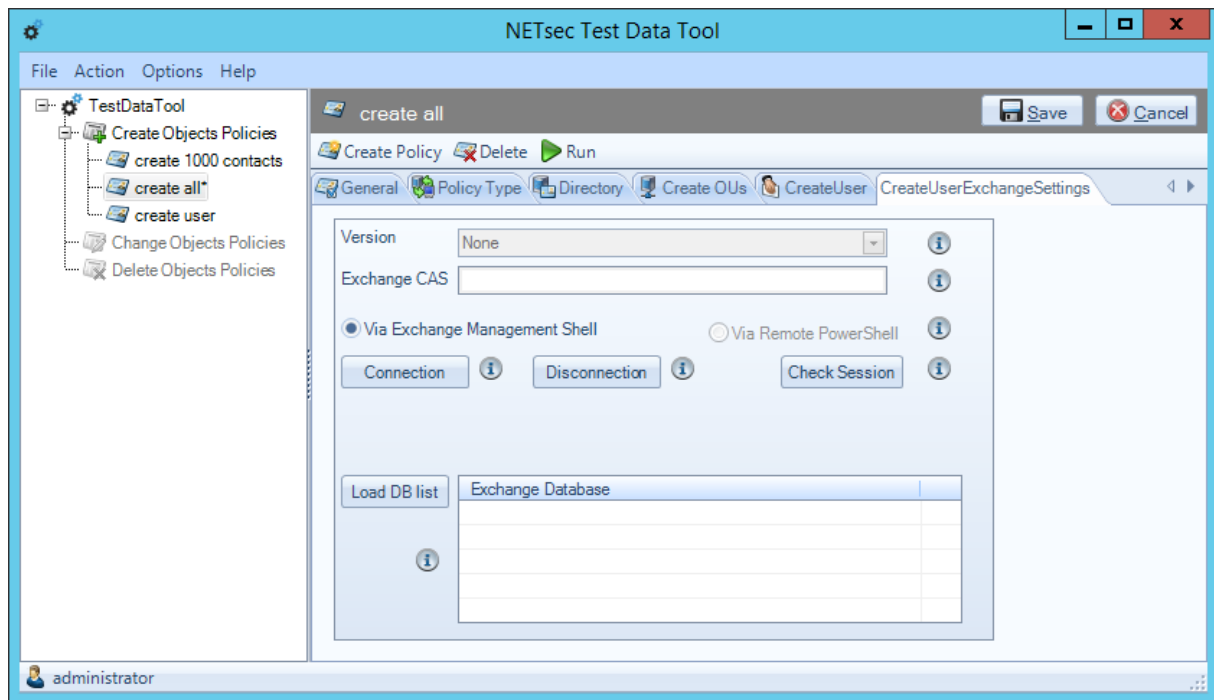 NETsec Test Data Tool
File Action Options Help
TestDataTool
Create Objects Policies
create 1000 contacts
create all*
create user
Change Objects Policies
Delete Objects Policies
create all
Save Cancel
Create Policy Delete Run
General Policy Type Directory Create OUs CreateUser CreateUserExchangeSettings
Version None
Exchange CAS
Via Exchange Management Shell Via Remote PowerShell
Connection Disconnection Check Session
Load DB list Exchange Database
administrator